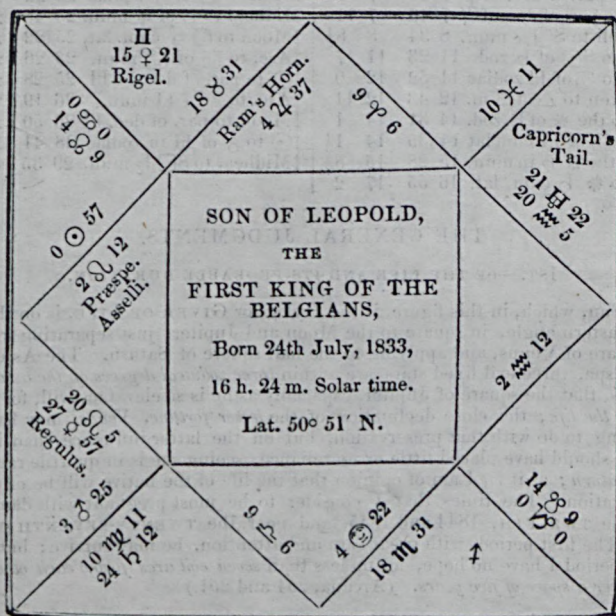 II
15 ♀ 21
Rigel.
18 ♉ 31
Ram's Horn.
4 ♃ 37
9 ♈ 6
10 ♓ 11
Capricorn's
Tail.
21 ♅ 22
20 ♒ 5
0 ♋ 0
14 ☊ 9
0 ☉ 57
2 ♌ 12
Præspe.
Asselli.
SON OF LEOPOLD,
THE
FIRST KING OF THE
BELGIANS,
Born 24th July, 1833,
16 h. 24 m. Solar time.
Lat. 50° 51' N.
2 ♒ 12
20 ♌ 5
27 ☿ 57
Regulus.
3 ♂ 25
10 ♍ 11
24 ♄ 12
9 ♎ 6
4 ☽ 22
18 ♏ 31
♐
14 ☋ 9
0 ♑ 0